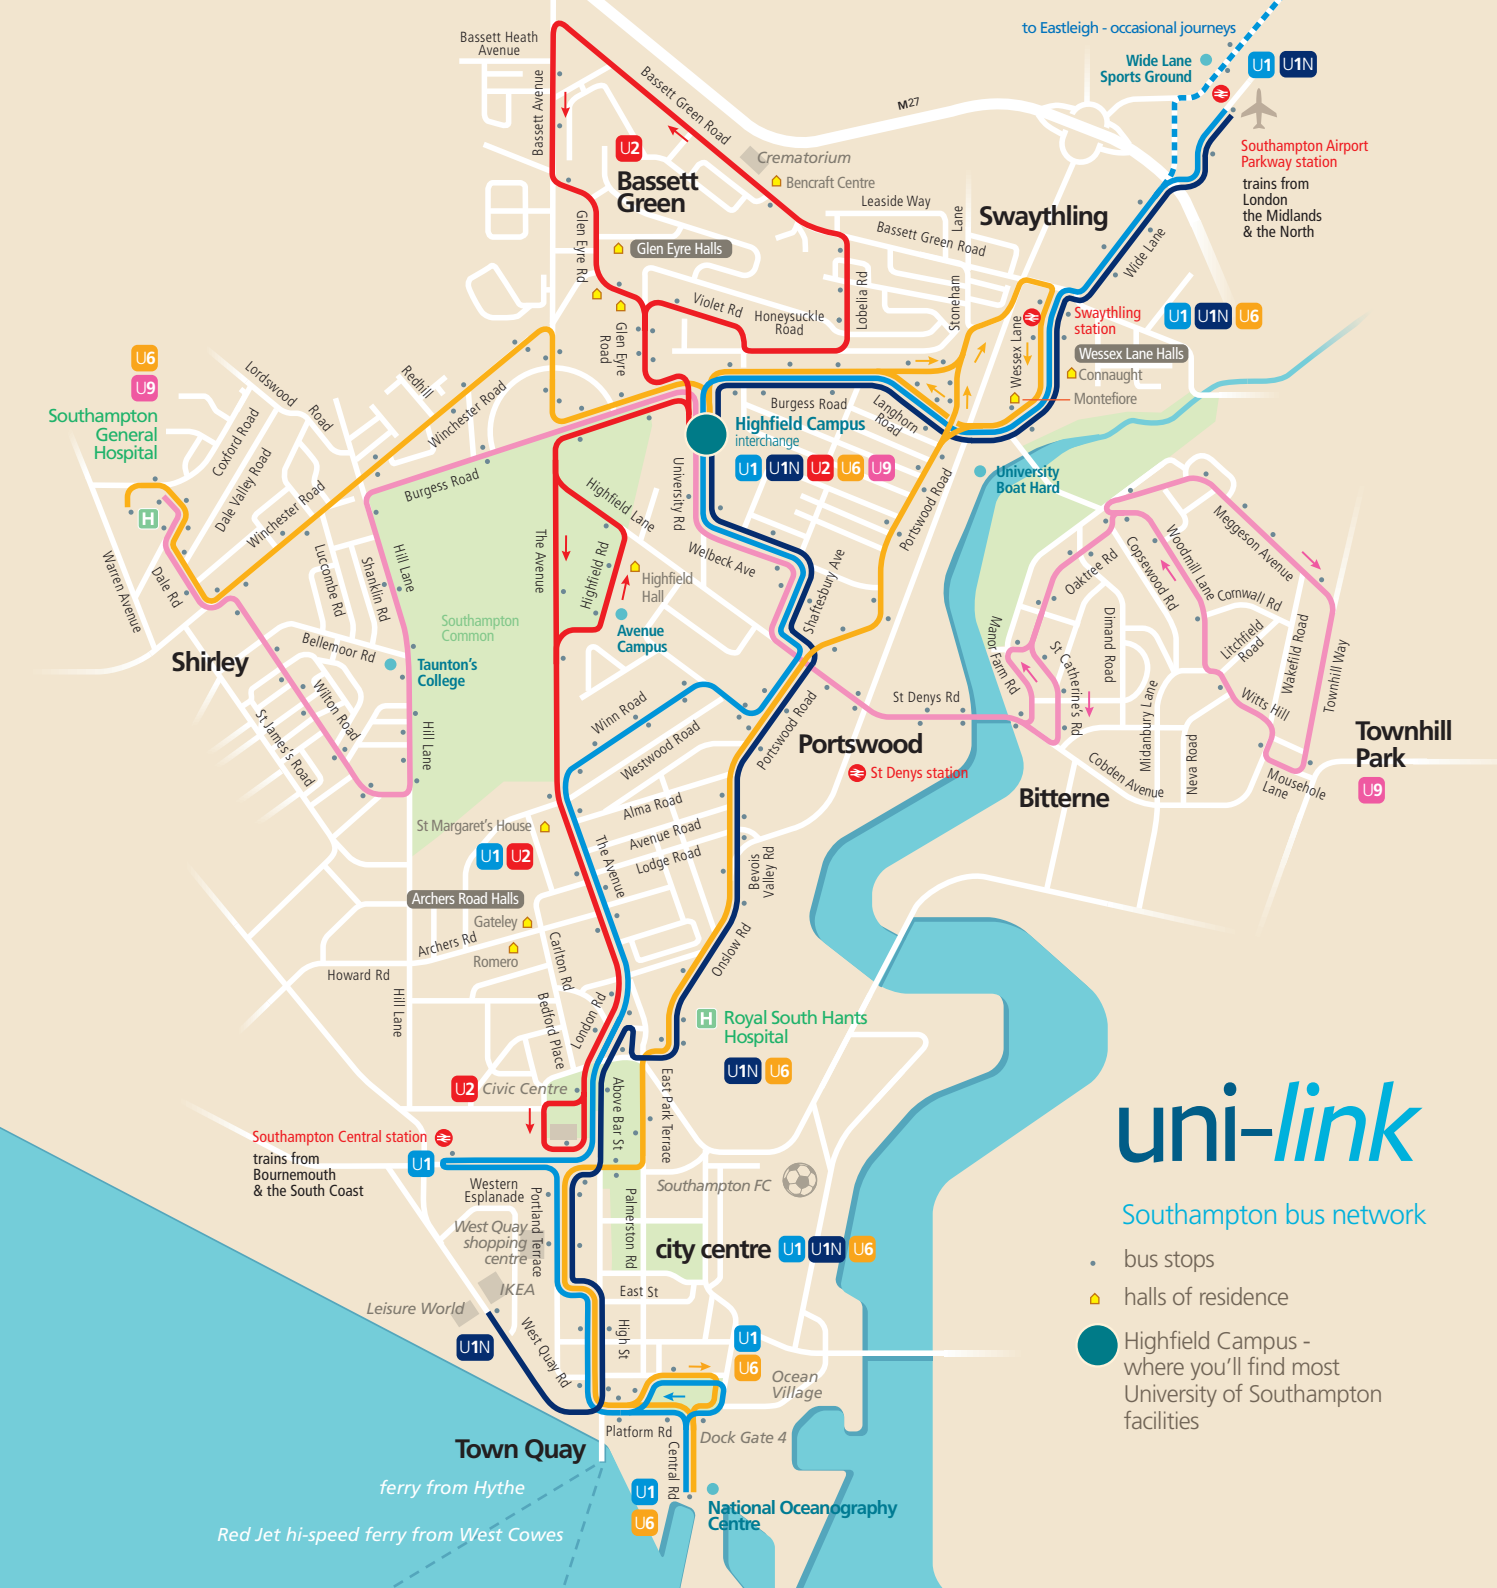 to Eastleigh - occasional journeys
Bassett Heath
Avenue
Wide Lane
Sports Ground
U1 U1N
Bassett Avenue
Bassett Green Road
M27
Southampton Airport
Parkway station
trains from
London
the Midlands
& the North
U2
Bassett
Green
Crematorium
Bencraft Centre
Leaside Way
Lane
Bassett Green Road
Swaythling
Glen Eyre Rd
Glen Eyre Halls
Wide Lane
Stoneham
Violet Rd
Honeysuckle
Road
Lobelia Rd
Glen Eyre
Road
Wessex Lane
Swaythling
station
U1 U1N U6
Wessex Lane Halls
Connaught
Montefiore
U6
U9
Southampton
General
Hospital
H
Lordswood
Road
Redhill
Winchester Road
Coxford Road
Dale Valley Road
Winchester Road
Burgess Road
Burgess Road
Langhorn
Road
Highfield Campus
interchange
U1 U1N U2 U6 U9
University
Boat Hard
University Rd
Highfield Lane
Portswood Road
Meggeson Avenue
Warren Avenue
Dale Rd
Luccombe Rd
Shanklin Rd
Hill Lane
The Avenue
Highfield Rd
Welbeck Ave
Shaftesbury Ave
Highfield
Hall
Oaktree Rd
Copsewood Rd
Woodmill Lane
Cornwall Rd
Southampton
Common
Avenue
Campus
Manor Farm Rd
Dimand Road
St Catherine's Rd
Litchfield
Road
Wakefild Road
Townhill Way
Shirley
Bellemoor Rd
Taunton's
College
Wilton Road
St James's Road
Hill Lane
Winn Road
Westwood Road
Portswood Road
St Denys Rd
Midanbury Lane
Witts Hill
Neva Road
Portswood
St Denys station
Bitterne
Cobden Avenue
Mousehole
Lane
Townhill
Park
U9
St Margaret's House
U1 U2
Alma Road
Avenue Road
Lodge Road
The Avenue
Bevois
Valley Rd
Archers Road Halls
Gateley
Archers Rd
Romero
Howard Rd
Carlton Rd
Onslow Rd
Hill Lane
Bedford Place
London Rd
H Royal South Hants
Hospital
U1N U6
U2 Civic Centre
Above Bar St
East Park Terrace
Southampton Central station
U1
trains from
Bournemouth
& the South Coast
Western
Esplanade
Portland Terrace
Palmerston Rd
Southampton FC
West Quay
shopping
centre
city centre U1 U1N U6
IKEA
Leisure World
East St
U1N
West Quay Rd
High St
U1
U6
Ocean
Village
Platform Rd
Dock Gate 4
Central Rd
Town Quay
ferry from Hythe
Red Jet hi-speed ferry from West Cowes
U1
U6
National Oceanography
Centre
uni-link
Southampton bus network
bus stops
halls of residence
Highfield Campus -
where you'll find most
University of Southampton
facilities